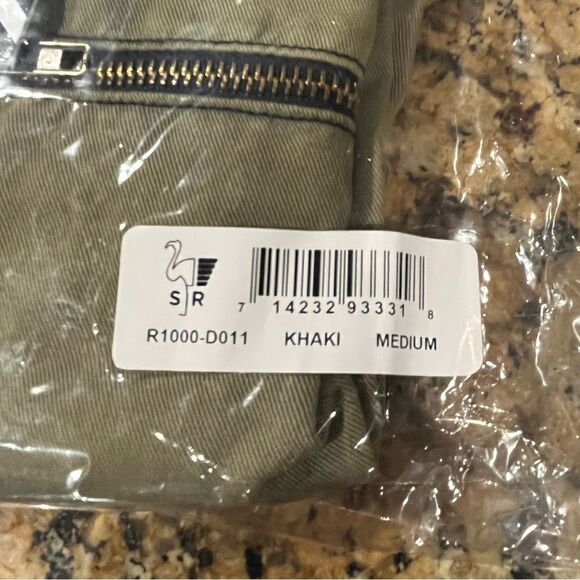 S R
7 14232 93331 8
R1000-D011 KHAKI MEDIUM